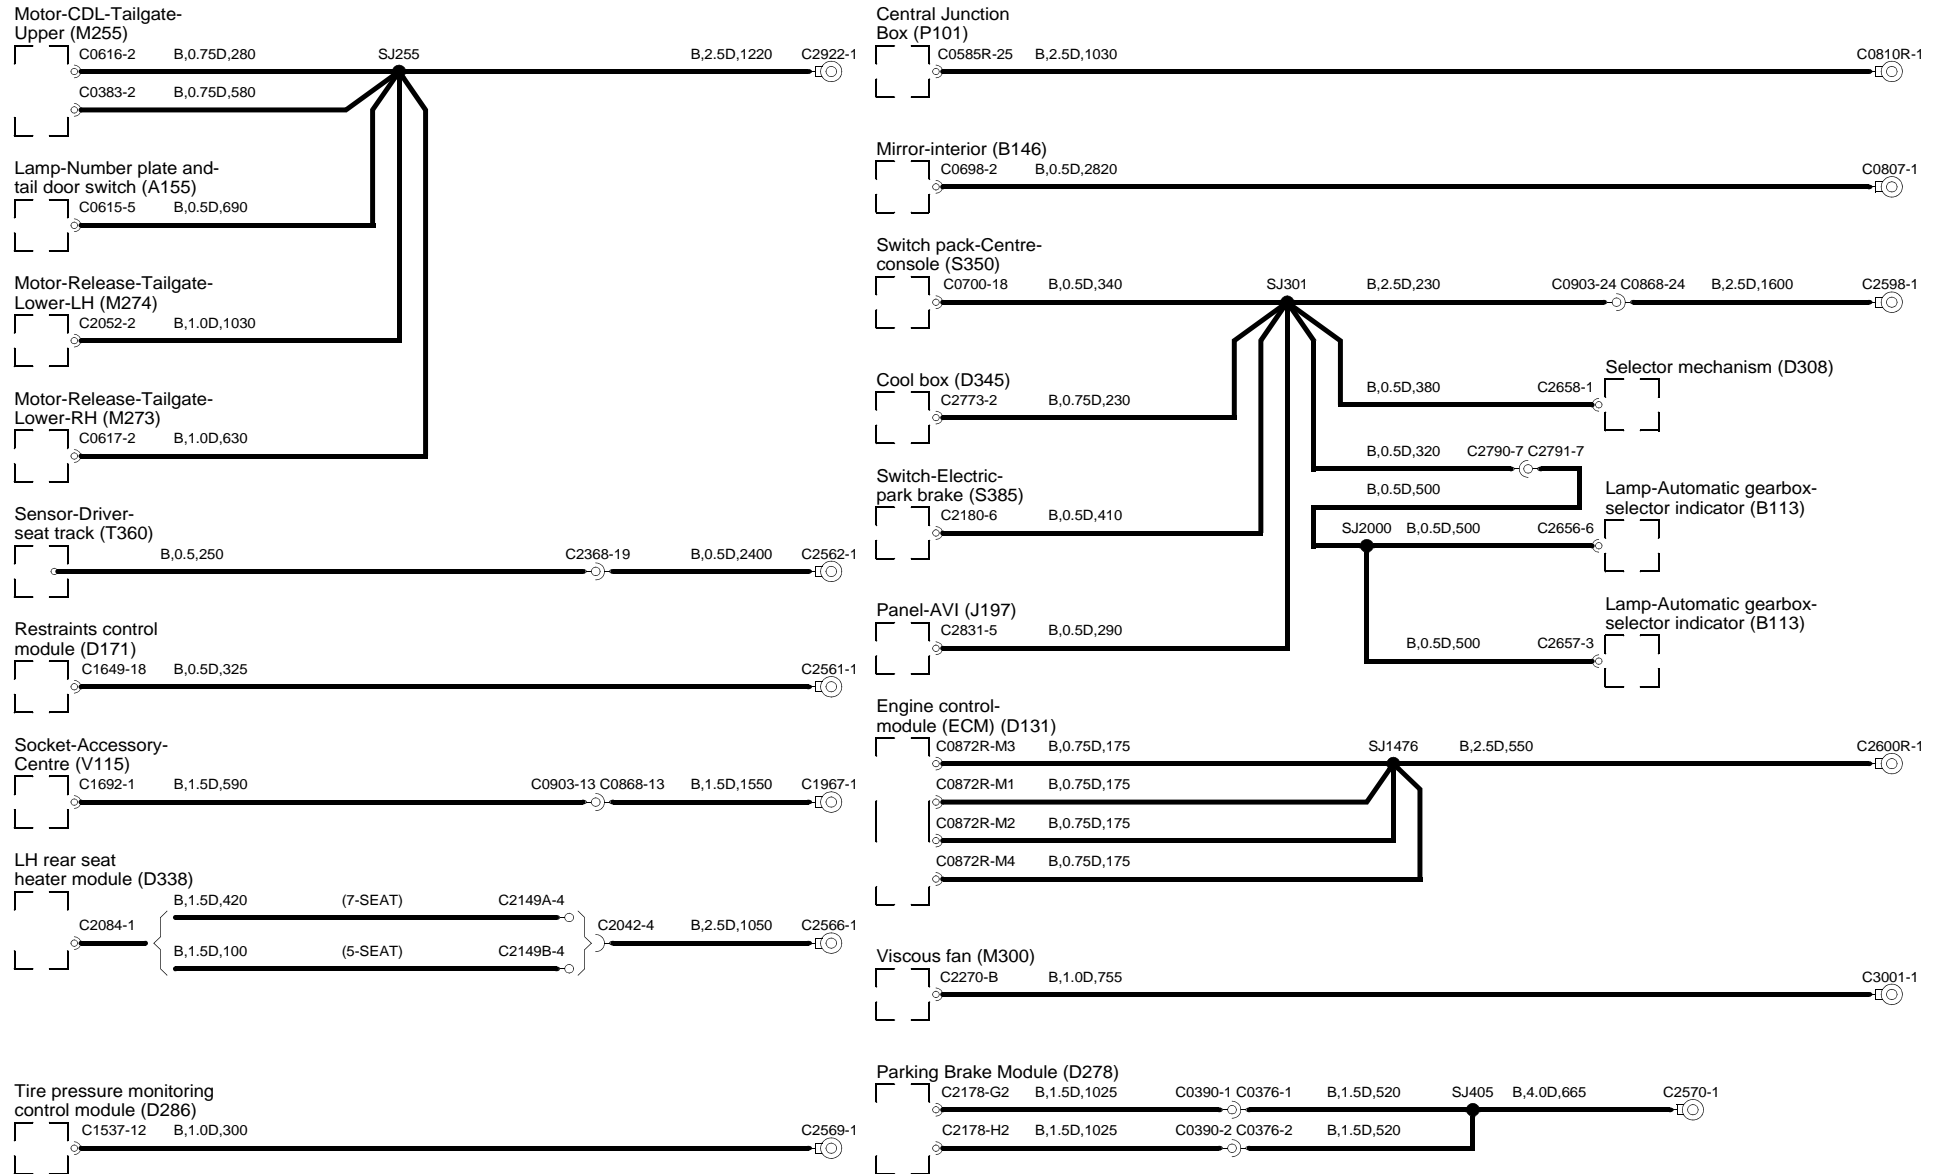 Motor-CDL-Tailgate-
Upper (M255)
C0616-2 B,0.75D,280 SJ255 B,2.5D,1220 C2922-1
C0383-2 B,0.75D,580
Lamp-Number plate and-
tail door switch (A155)
C0615-5 B,0.5D,690
Motor-Release-Tailgate-
Lower-LH (M274)
C2052-2 B,1.0D,1030
Motor-Release-Tailgate-
Lower-RH (M273)
C0617-2 B,1.0D,630
Sensor-Driver-
seat track (T360)
B,0.5,250 C2368-19 B,0.5D,2400 C2562-1
Restraints control
module (D171)
C1649-18 B,0.5D,325 C2561-1
Socket-Accessory-
Centre (V115)
C1692-1 B,1.5D,590 C0903-13 C0868-13 B,1.5D,1550 C1967-1
LH rear seat
heater module (D338)
B,1.5D,420 (7-SEAT) C2149A-4
C2084-1 C2042-4 B,2.5D,1050 C2566-1
B,1.5D,100 (5-SEAT) C2149B-4
Tire pressure monitoring
control module (D286)
C1537-12 B,1.0D,300 C2569-1
Central Junction
Box (P101)
C0585R-25 B,2.5D,1030 C0810R-1
Mirror-interior (B146)
C0698-2 B,0.5D,2820 C0807-1
Switch pack-Centre-
console (S350)
C0700-18 B,0.5D,340 SJ301 B,2.5D,230 C0903-24 C0868-24 B,2.5D,1600 C2598-1
Selector mechanism (D308)
B,0.5D,380 C2658-1
Cool box (D345)
C2773-2 B,0.75D,230
B,0.5D,320 C2790-7 C2791-7
B,0.5D,500
Lamp-Automatic gearbox-
selector indicator (B113)
Switch-Electric-
park brake (S385)
C2180-6 B,0.5D,410
SJ2000 B,0.5D,500 C2656-6
Panel-AVI (J197)
C2831-5 B,0.5D,290
Lamp-Automatic gearbox-
selector indicator (B113)
B,0.5D,500 C2657-3
Engine control-
module (ECM) (D131)
C0872R-M3 B,0.75D,175 SJ1476 B,2.5D,550 C2600R-1
C0872R-M1 B,0.75D,175
C0872R-M2 B,0.75D,175
C0872R-M4 B,0.75D,175
Viscous fan (M300)
C2270-B B,1.0D,755 C3001-1
Parking Brake Module (D278)
C2178-G2 B,1.5D,1025 C0390-1 C0376-1 B,1.5D,520 SJ405 B,4.0D,665 C2570-1
C2178-H2 B,1.5D,1025 C0390-2 C0376-2 B,1.5D,520